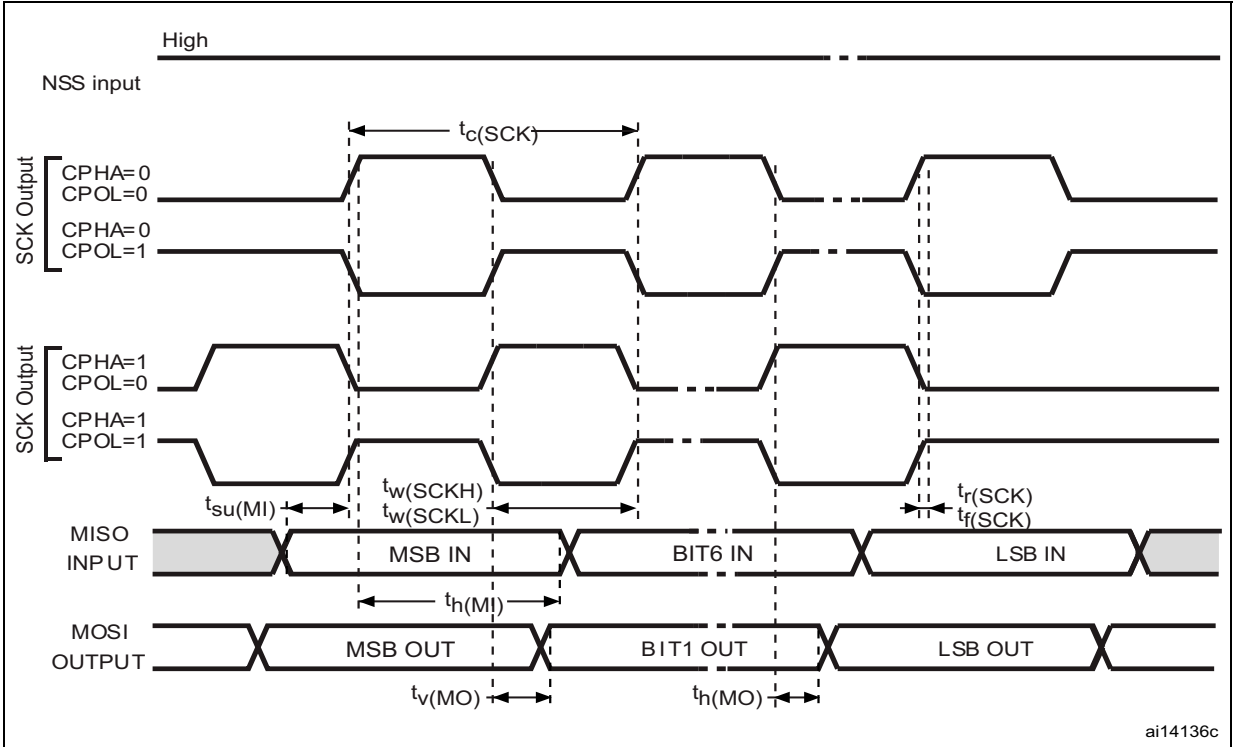 High
NSS input
tc(SCK)
SCK Output
CPHA=0
CPOL=0
CPHA=0
CPOL=1
SCK Output
CPHA=1
CPOL=0
CPHA=1
CPOL=1
tsu(MI)
tw(SCKH)
tw(SCKL)
tr(SCK)
tf(SCK)
MISO
INPUT
MSB IN
BIT6 IN
LSB IN
th(MI)
MOSI
OUTPUT
MSB OUT
BIT1 OUT
LSB OUT
tv(MO)
th(MO)
ai14136c